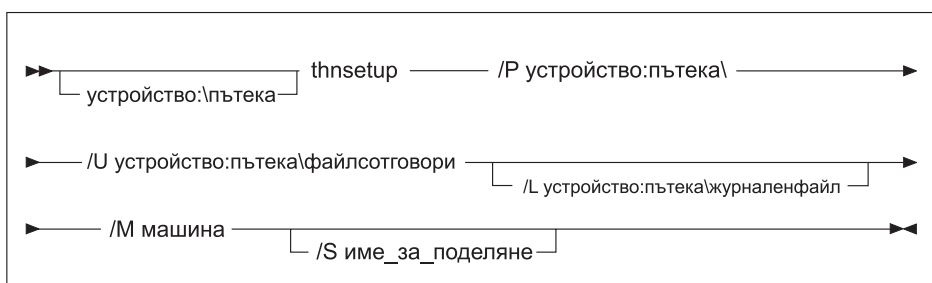 thnsetup /P устройство:пътека\
устройство:\пътека
/U устройство:пътека\файлсотговори
/L устройство:пътека\журналенфайл
/M машина
/S име_за_поделяне